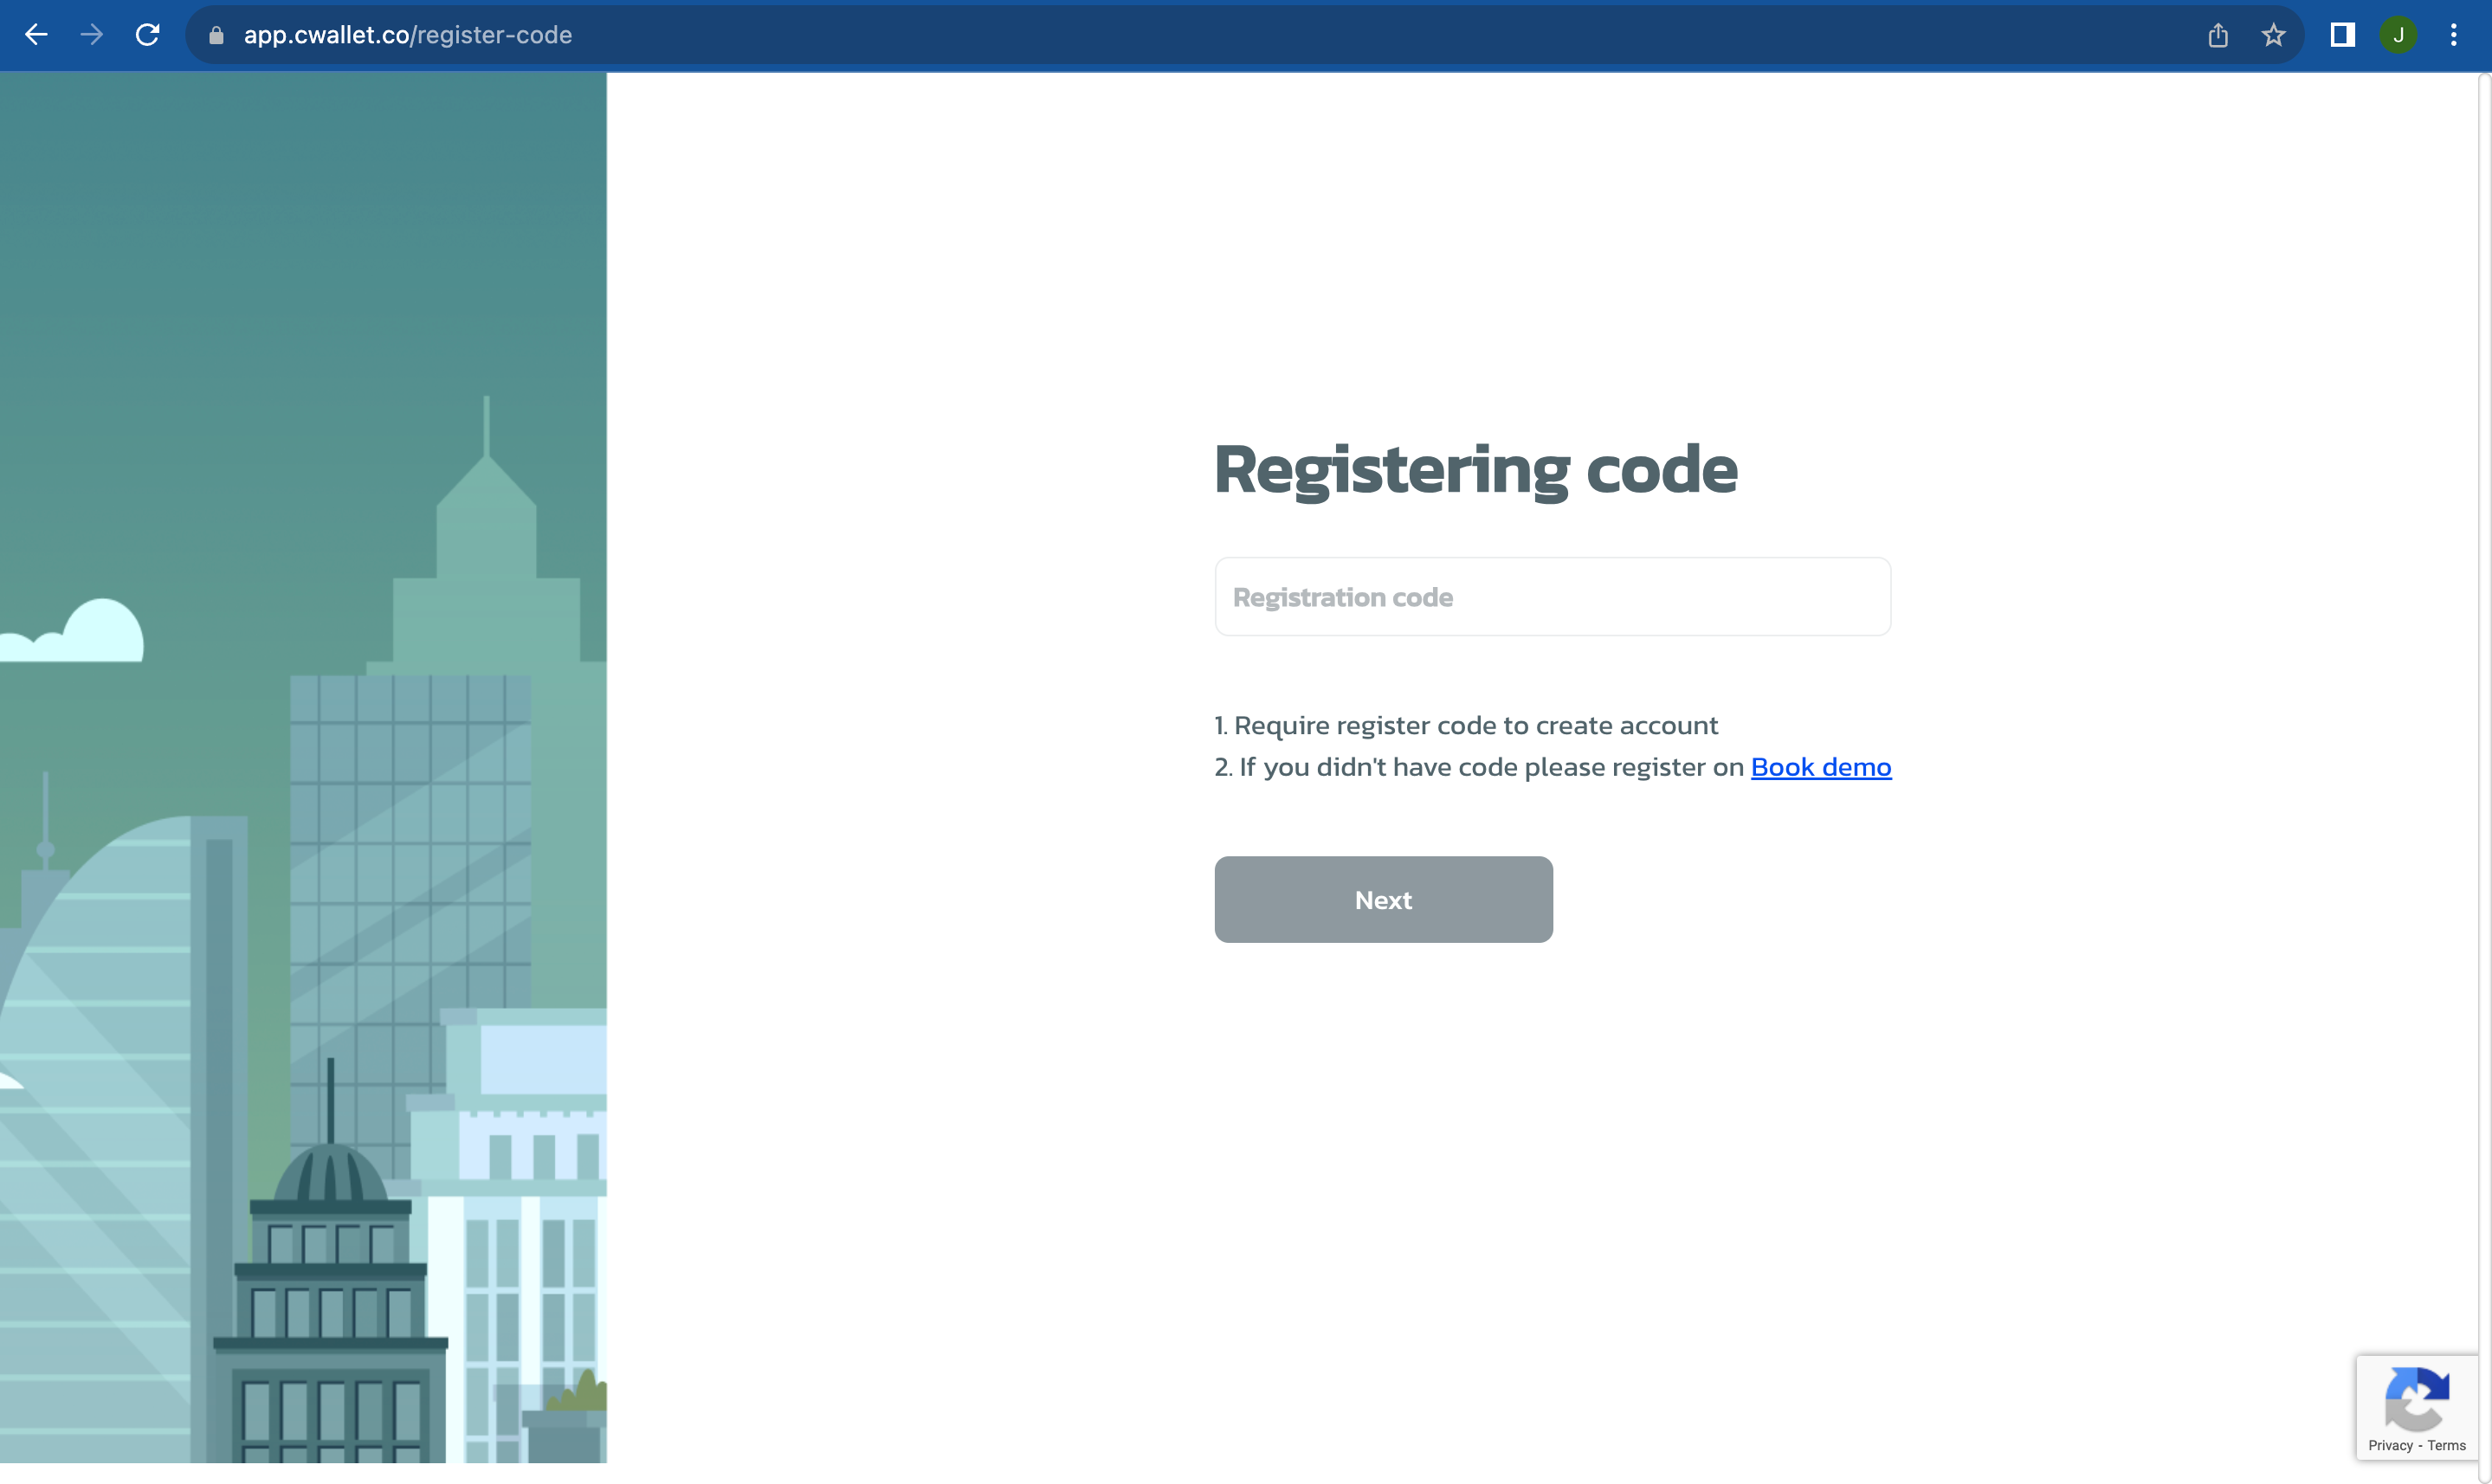 app.cwallet.co/register-code
J
Registering code
Registration code
1. Require register code to create account
2. If you didn't have code please register on Book demo
Next
Privacy - Terms